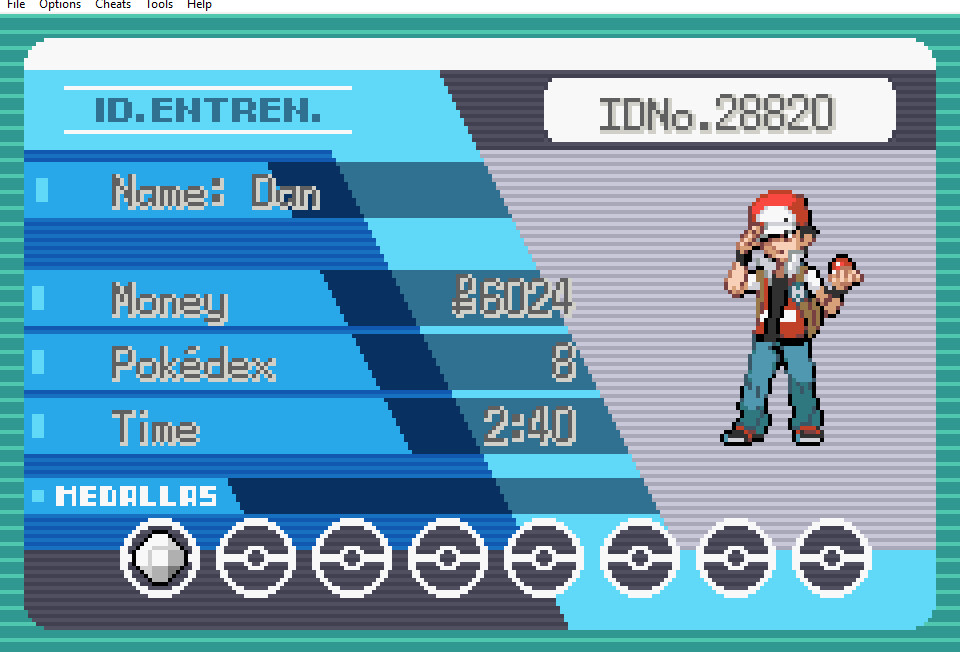 File Options Cheats Tools Help
ID.ENTREN.
IDNo.28820
Name: Dan
Money ₽6024
Pokédex 8
Time 2:40
MEDALLAS